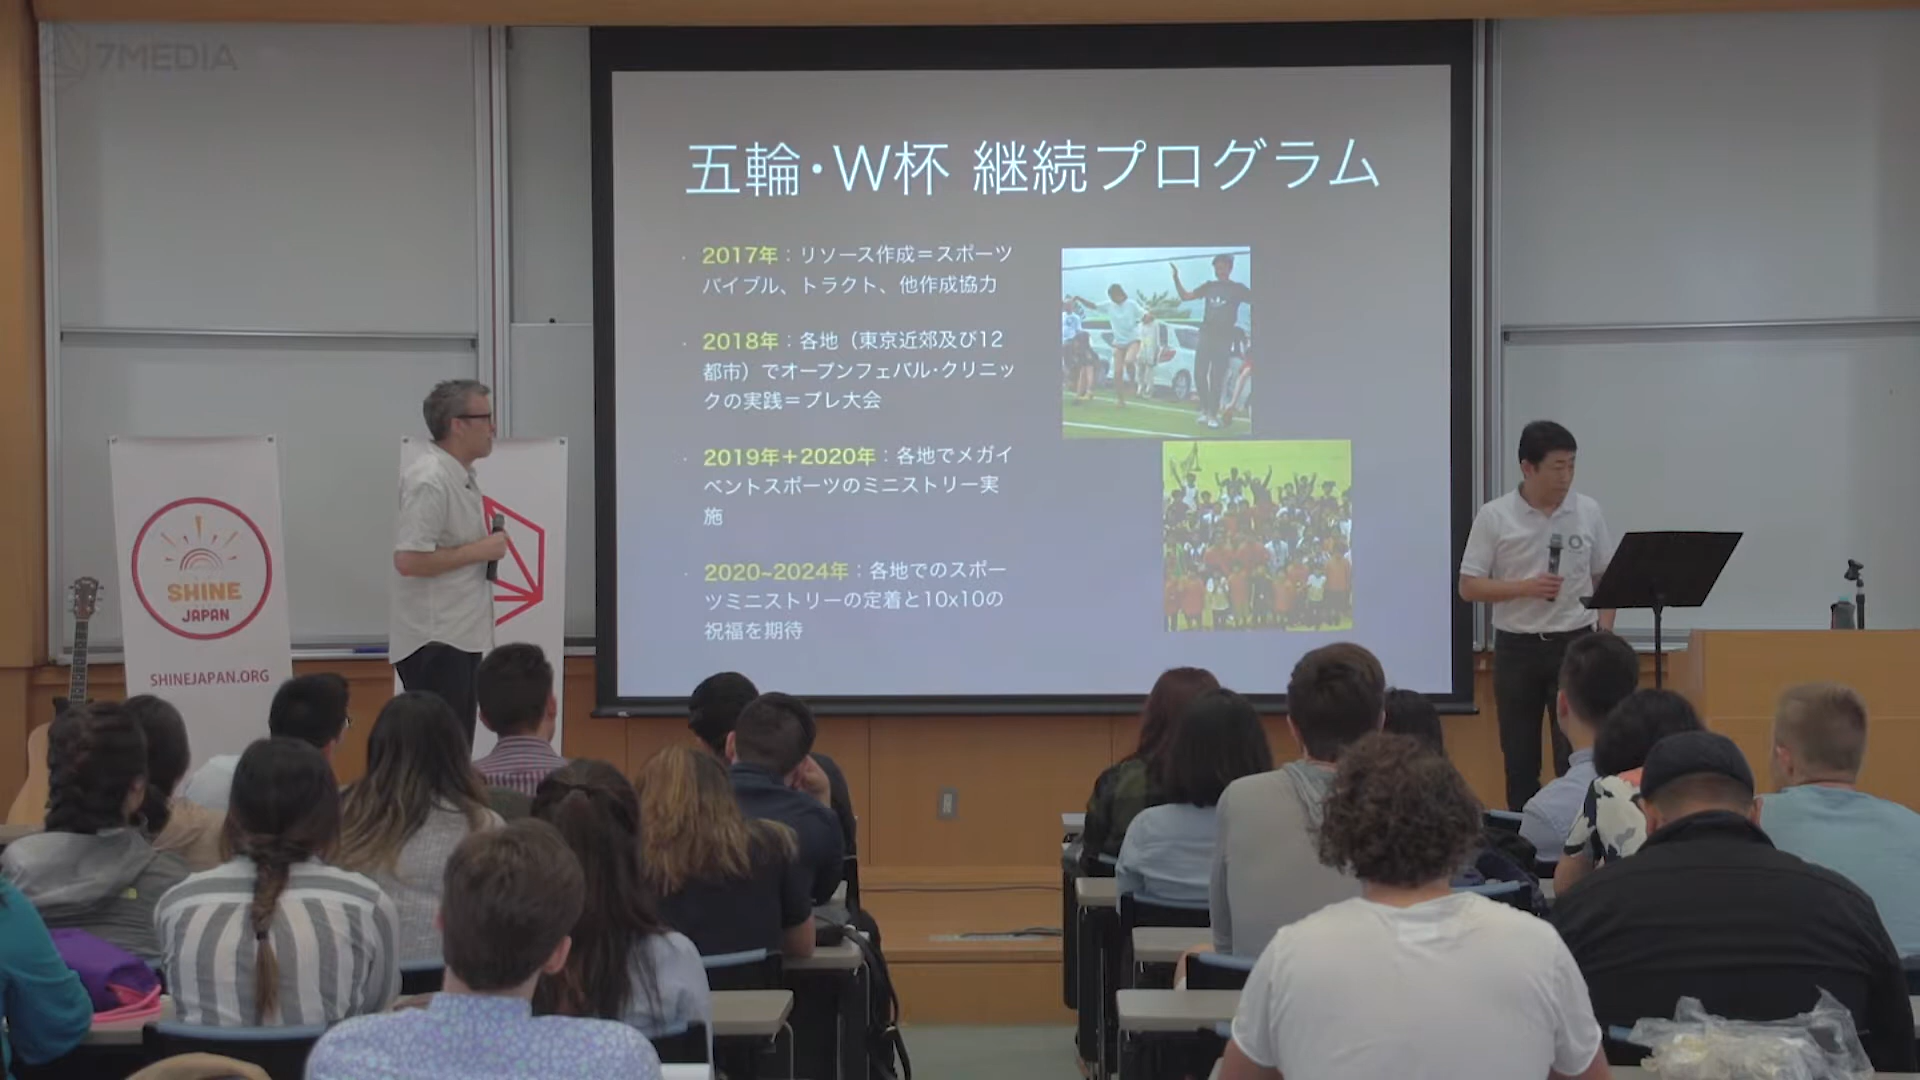 7MEDIA
五輪・W杯 継続プログラム
・2017年：リソース作成＝スポーツ
バイブル、トラクト、他作成協力
・2018年：各地（東京近郊及び12
都市）でオープンフェバル・クリニッ
クの実践＝プレ大会
・2019年＋2020年：各地でメガイ
ベントスポーツのミニストリー実
施
・2020~2024年：各地でのスポー
ツミニストリーの定着と10x10の
祝福を期待
SHINE
JAPAN
SHINEJAPAN.ORG